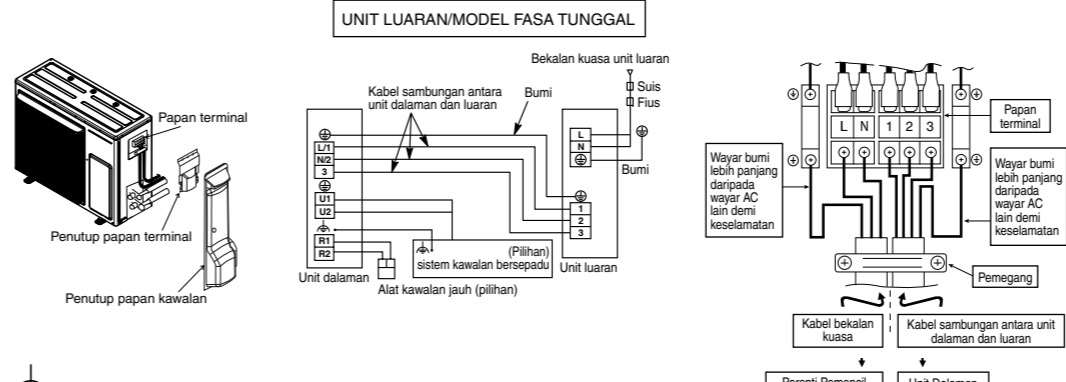 UNIT LUARAN/MODEL FASA TUNGGAL
Papan terminal
Penutup papan terminal
Penutup papan kawalan
Bekalan kuasa unit luaran
Suis
Fius
Kabel sambungan antara
unit dalaman dan luaran
Bumi
L/1
N/2
3
U1
U2
R1
R2
L
N
Bumi
1
2
3
(Pilihan)
sistem kawalan bersepadu
Unit dalaman
Unit luaran
Alat kawalan jauh (pilihan)
L N 1 2 3
Papan
terminal
Wayar bumi
lebih panjang
daripada
wayar AC
lain demi
keselamatan
Wayar bumi
lebih panjang
daripada
wayar AC
lain demi
keselamatan
Pemegang
Kabel bekalan
kuasa
Kabel sambungan antara unit
dalaman dan luaran
Peranti Pemencil
Unit Dalaman